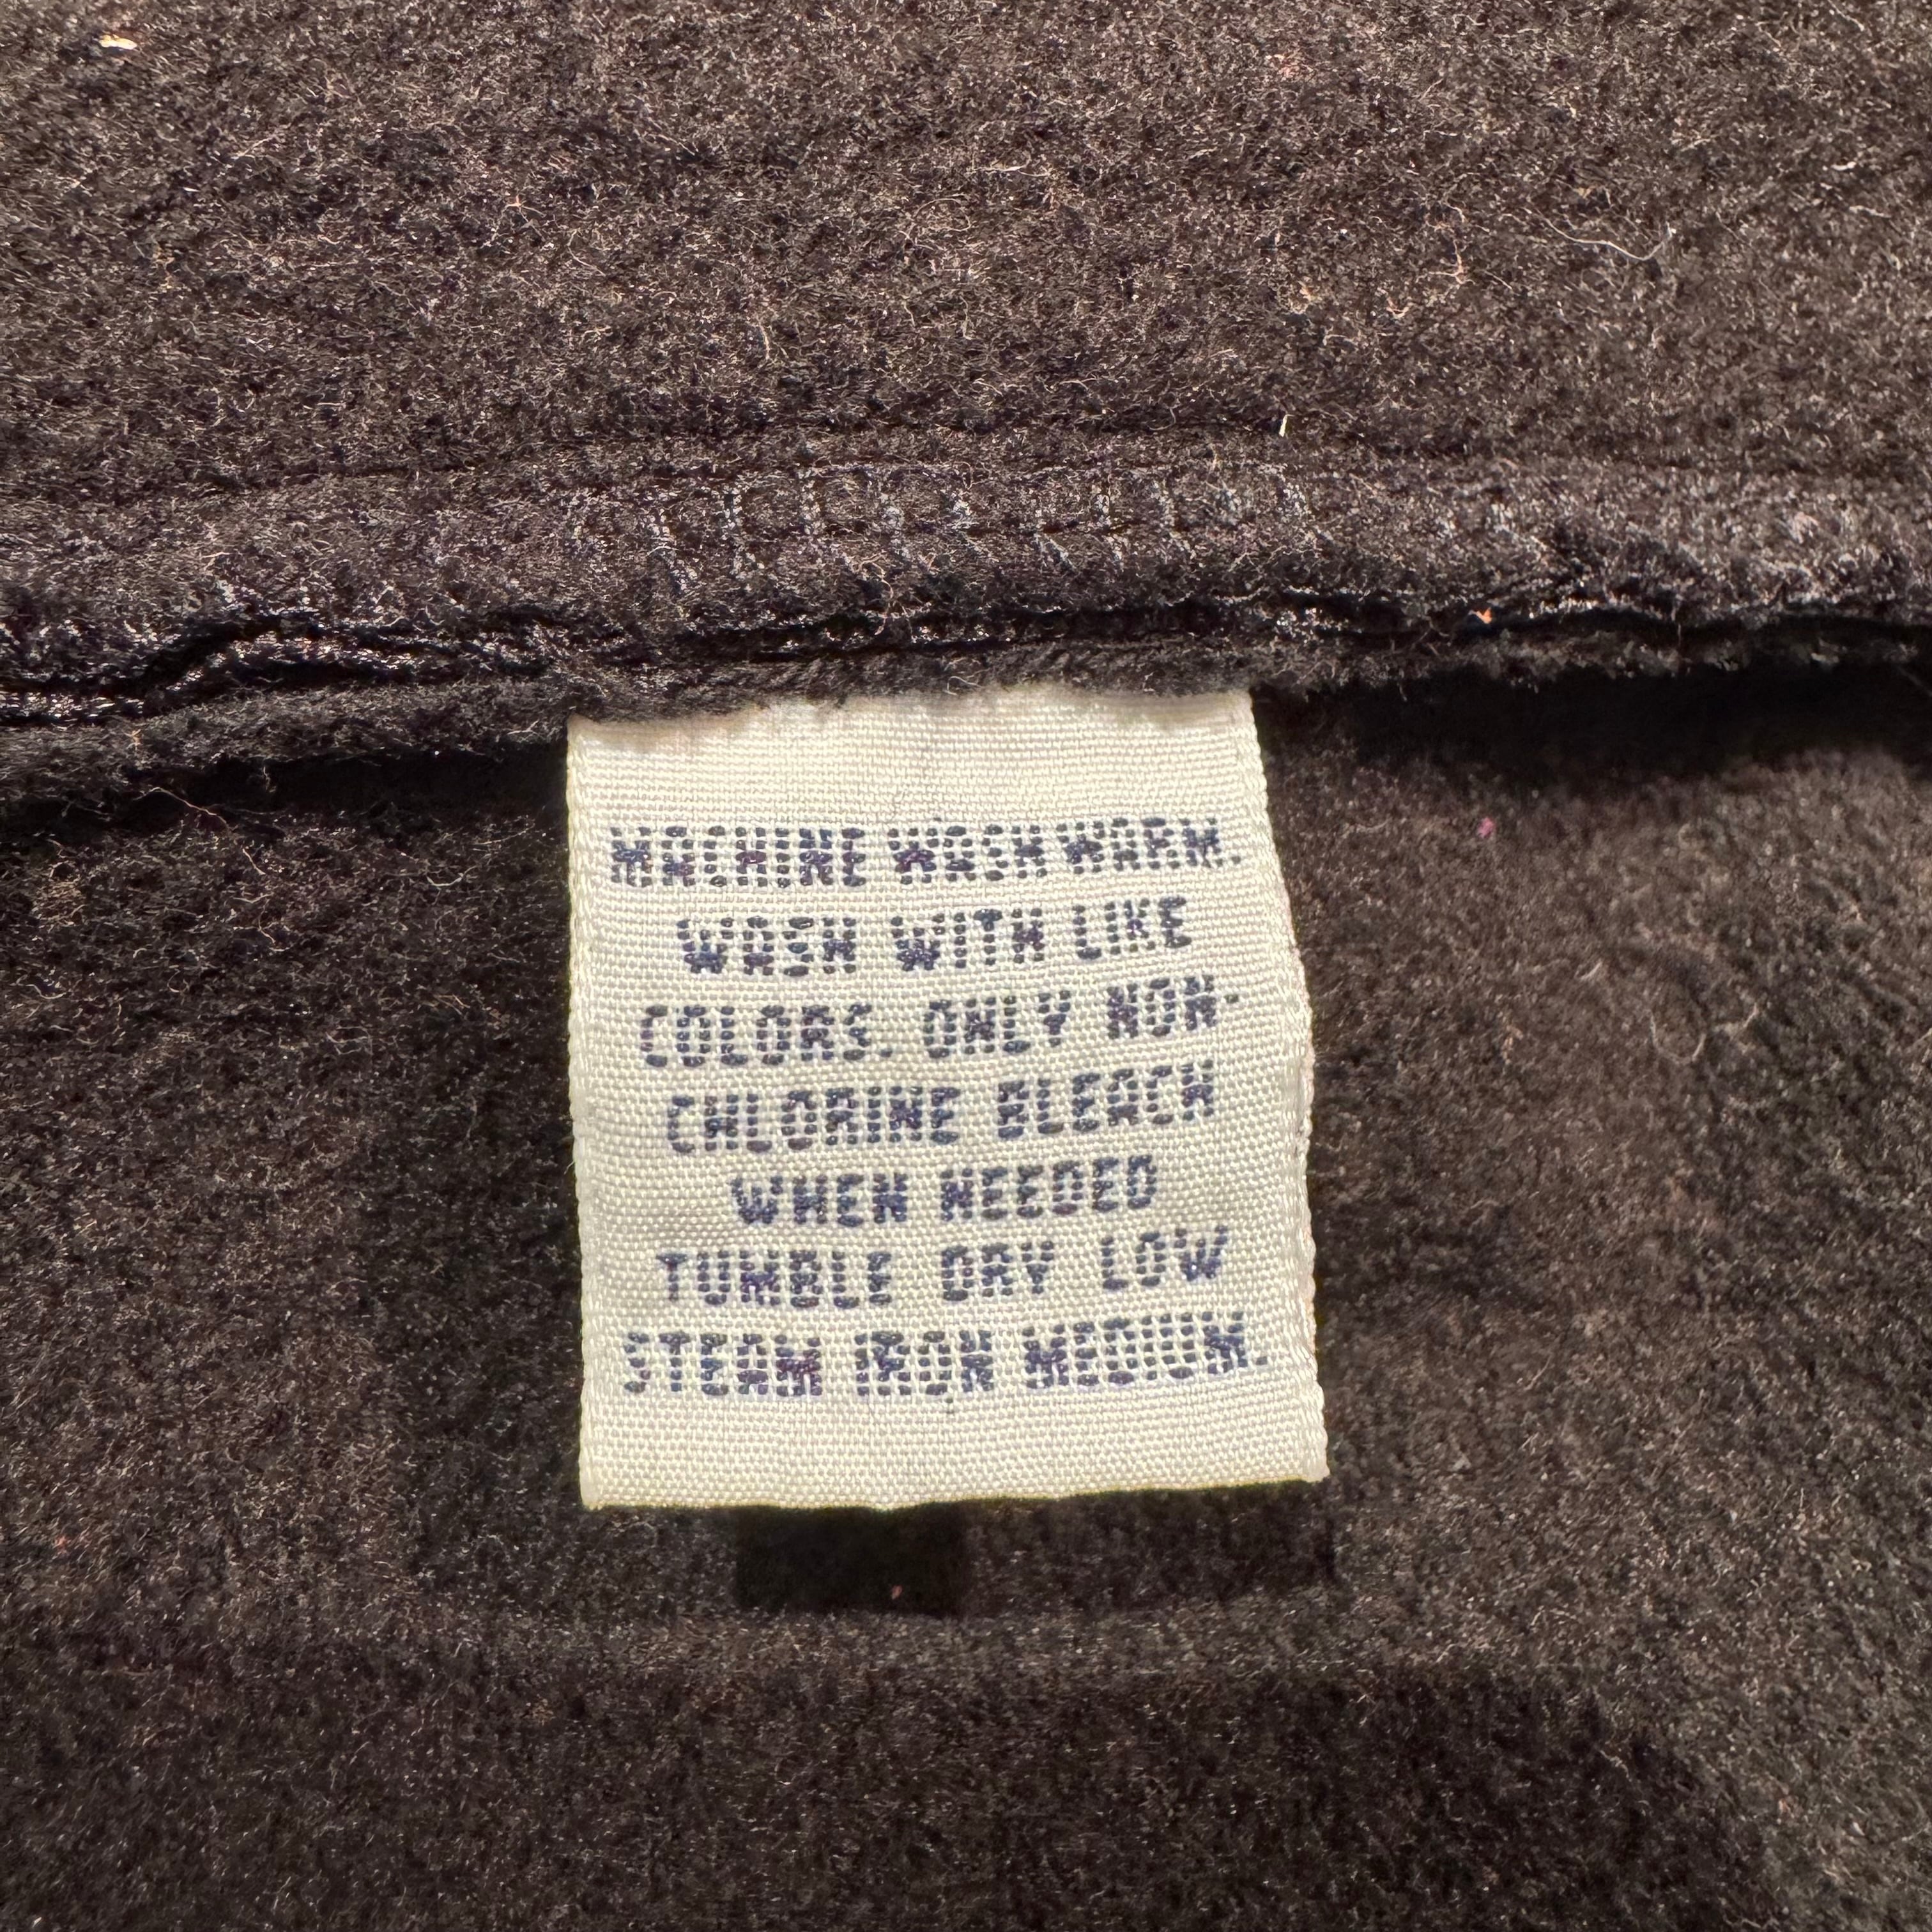 MACHINE WASH WARM.
WASH WITH LIKE
COLORS. ONLY NON-
CHLORINE BLEACH
WHEN NEEDED
TUMBLE DRY LOW
STEAM IRON MEDIUM.